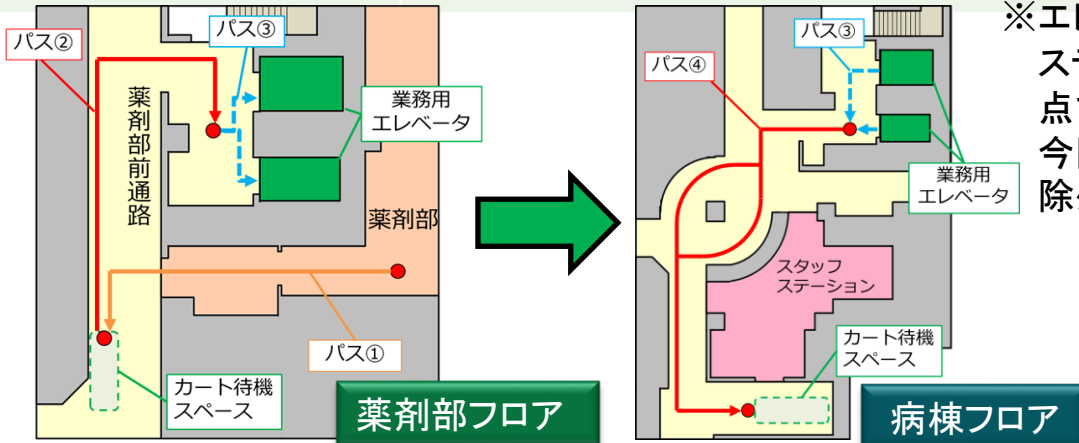 パス②
パス③
業務用
エレベータ
薬剤部前通路
薬剤部
パス①
カート待機
スペース
薬剤部フロア
パス③
パス④
業務用
エレベータ
スタッフ
ステーション
カート待機
スペース
病棟フロア
※エレ
ステ
点
今
除